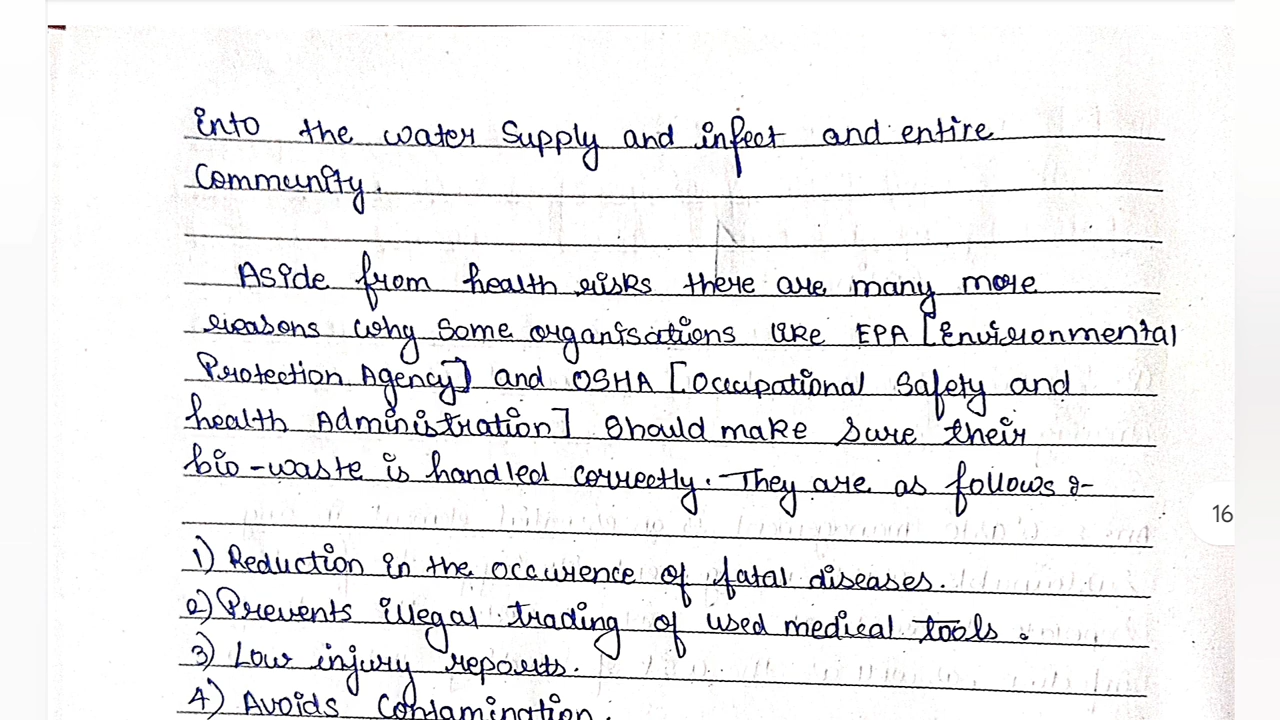 into the water Supply and infect and entire
Community.
Aside from health risks there are many more
reasons why some organisations like EPA [Environmental
Protection Agency] and OSHA [Occupational Safety and
health Administration] Should make sure their
bio-waste is handled correctly. They are as follows :-
1) Reduction in the occurience of fatal diseases.
2) Prevents illegal trading of used medical tools.
3) Low injury reports.
4) Avoids Contamination.
16